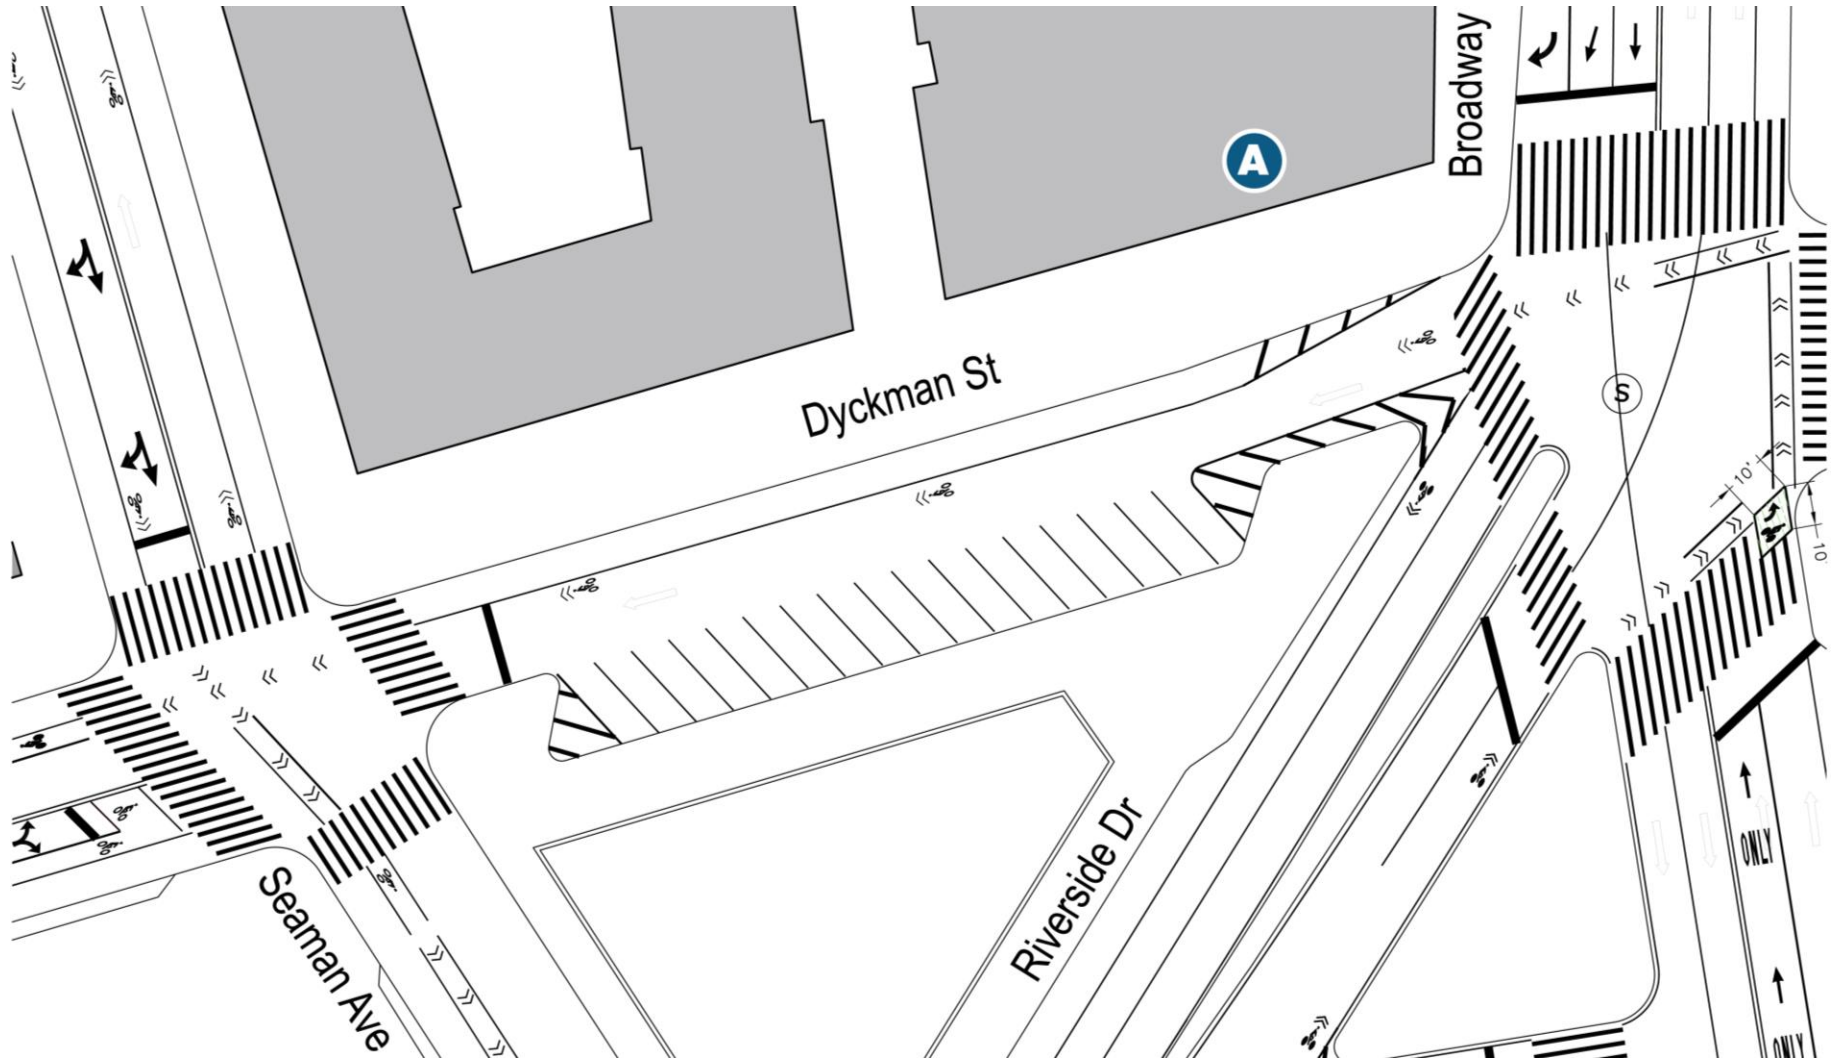 Broadway
A
Dyckman St
S
10'
10'
Riverside Dr
ONLY
Seaman Ave
ONLY